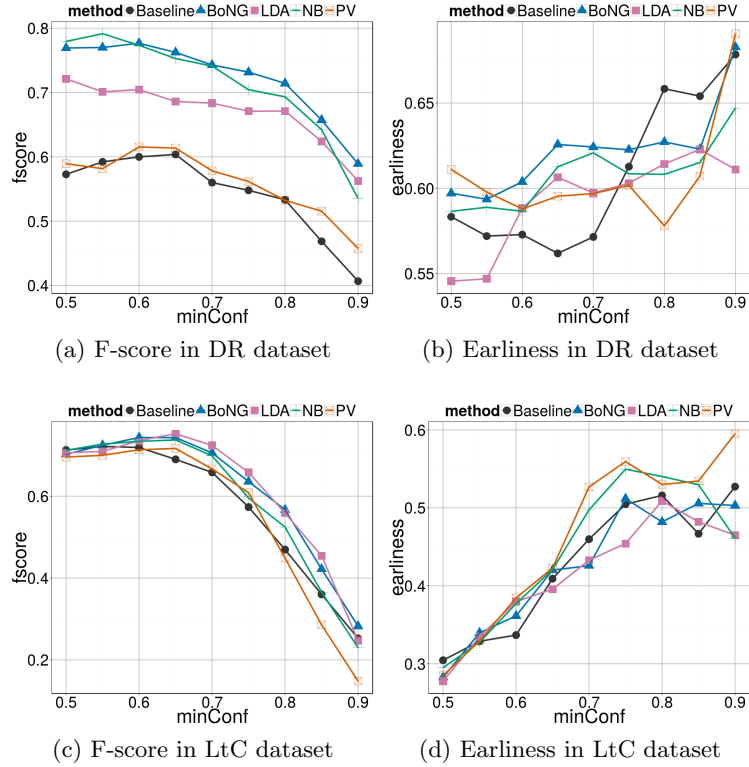 method Baseline BoNG LDA NB PV
0.8
0.7
0.6
0.5
0.4
fscore
0.5 0.6 0.7 0.8 0.9
minConf
(a) F-score in DR dataset
method Baseline BoNG LDA NB PV
0.65
0.60
0.55
earliness
0.5 0.6 0.7 0.8 0.9
minConf
(b) Earliness in DR dataset
method Baseline BoNG LDA NB PV
0.6
0.4
0.2
fscore
0.5 0.6 0.7 0.8 0.9
minConf
(c) F-score in LtC dataset
method Baseline BoNG LDA NB PV
0.6
0.5
0.4
0.3
earliness
0.5 0.6 0.7 0.8 0.9
minConf
(d) Earliness in LtC dataset